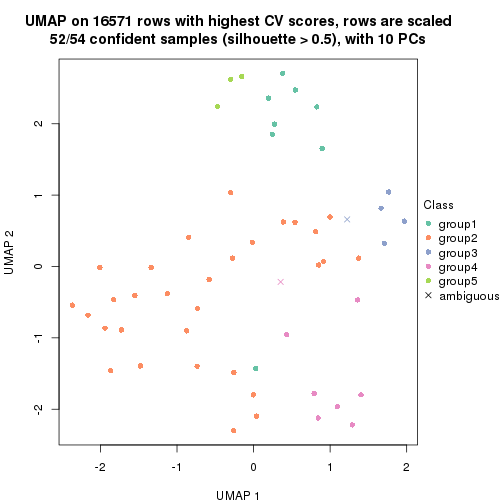 UMAP on 16571 rows with highest CV scores, rows are scaled
52/54 confident samples (silhouette > 0.5), with 10 PCs
UMAP 2
2
1
0
-1
-2
-2
-1
0
1
2
UMAP 1
Class
group1
group2
group3
group4
group5
ambiguous